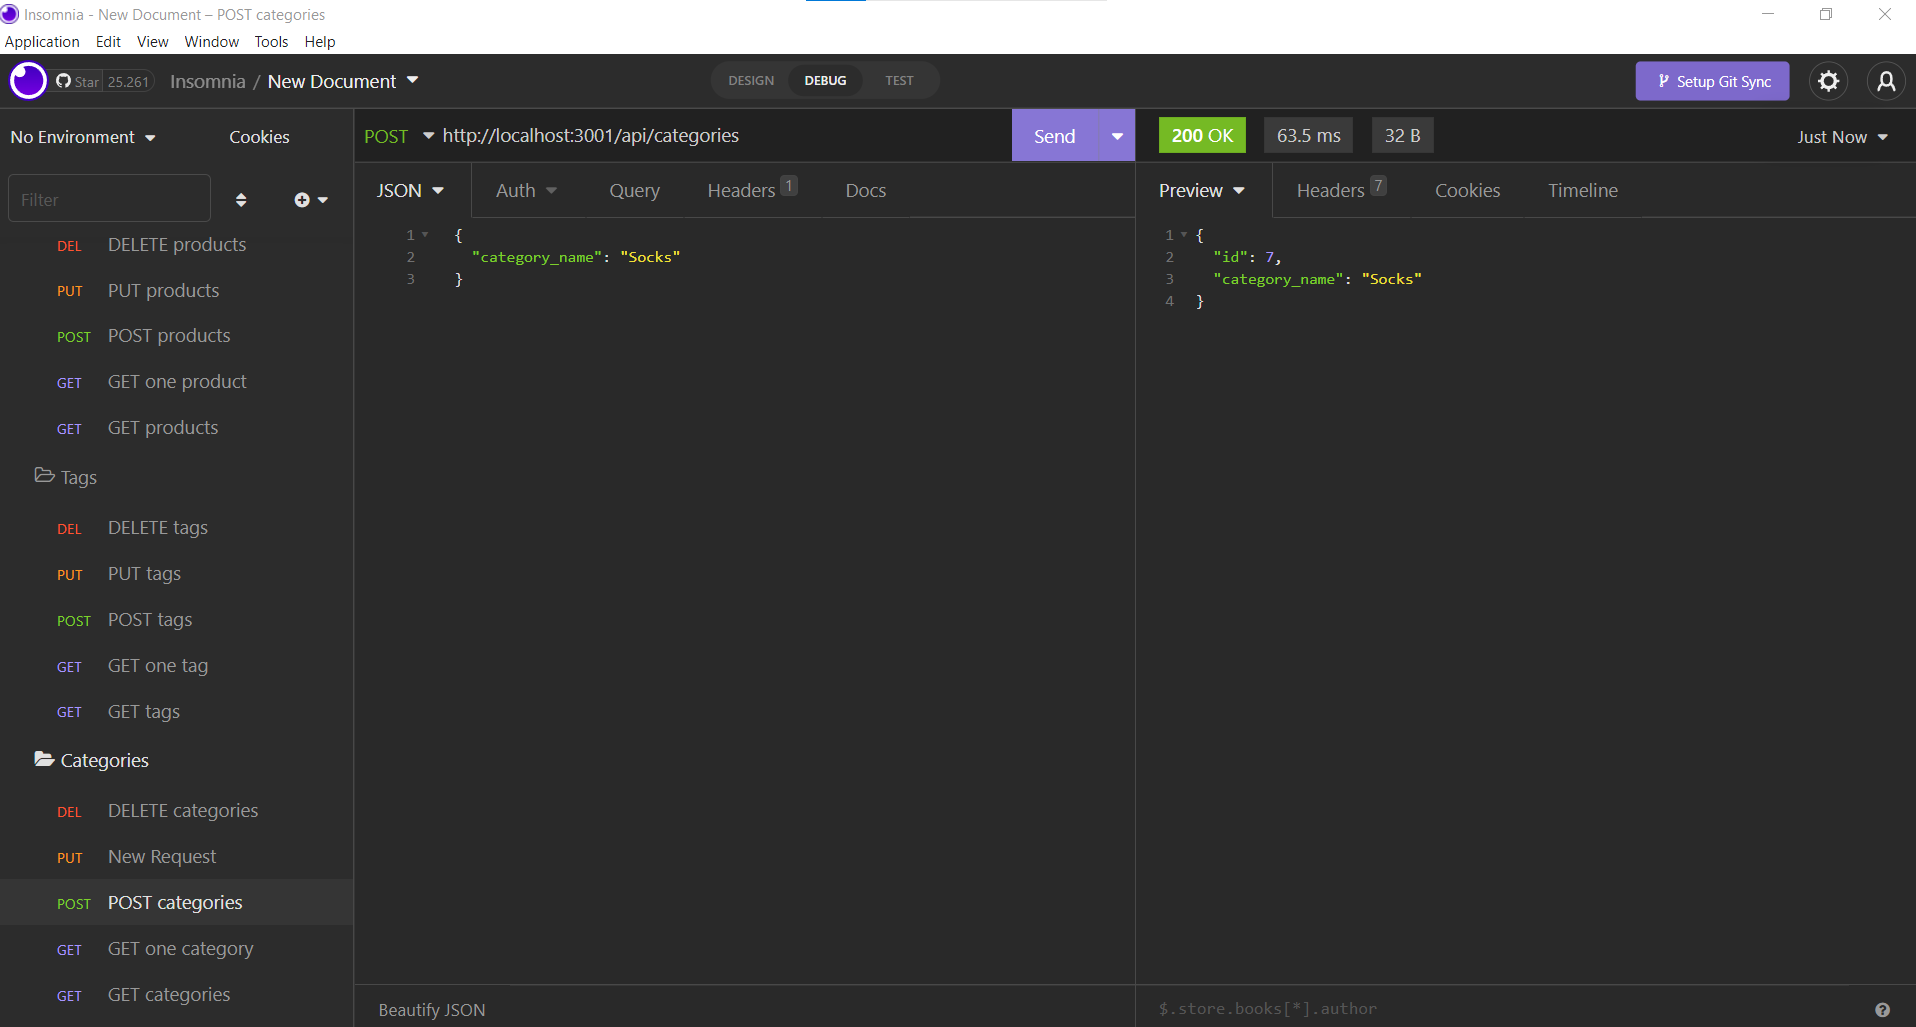 Insomnia - New Document – POST categories
Application Edit View Window Tools Help
Star 25.261 Insomnia / New Document DESIGN DEBUG TEST Setup Git Sync
No Environment Cookies
POST http://localhost:3001/api/categories Send 200 OK 63.5 ms 32 B Just Now
Filter
JSON Auth Query Headers 1 Docs
Preview Headers 7 Cookies Timeline
DEL DELETE products
PUT PUT products
POST POST products
GET GET one product
GET GET products
Tags
DEL DELETE tags
PUT PUT tags
POST POST tags
GET GET one tag
GET GET tags
Categories
DEL DELETE categories
PUT New Request
POST POST categories
GET GET one category
GET GET categories
1 {
2 "category_name": "Socks"
3 }
1 {
2 "id": 7,
3 "category_name": "Socks"
4 }
Beautify JSON
$.store.books[*].author ?